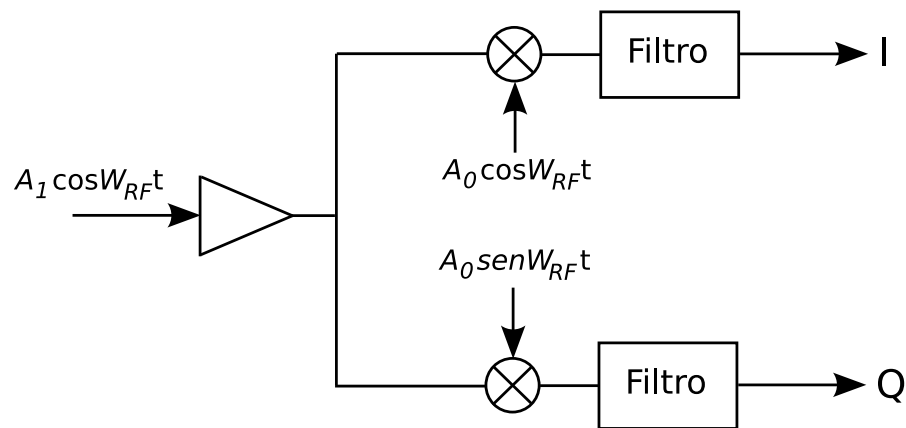 Filtro
I
A1cosWRFt
A0cosWRFt
A0senWRFt
Filtro
Q